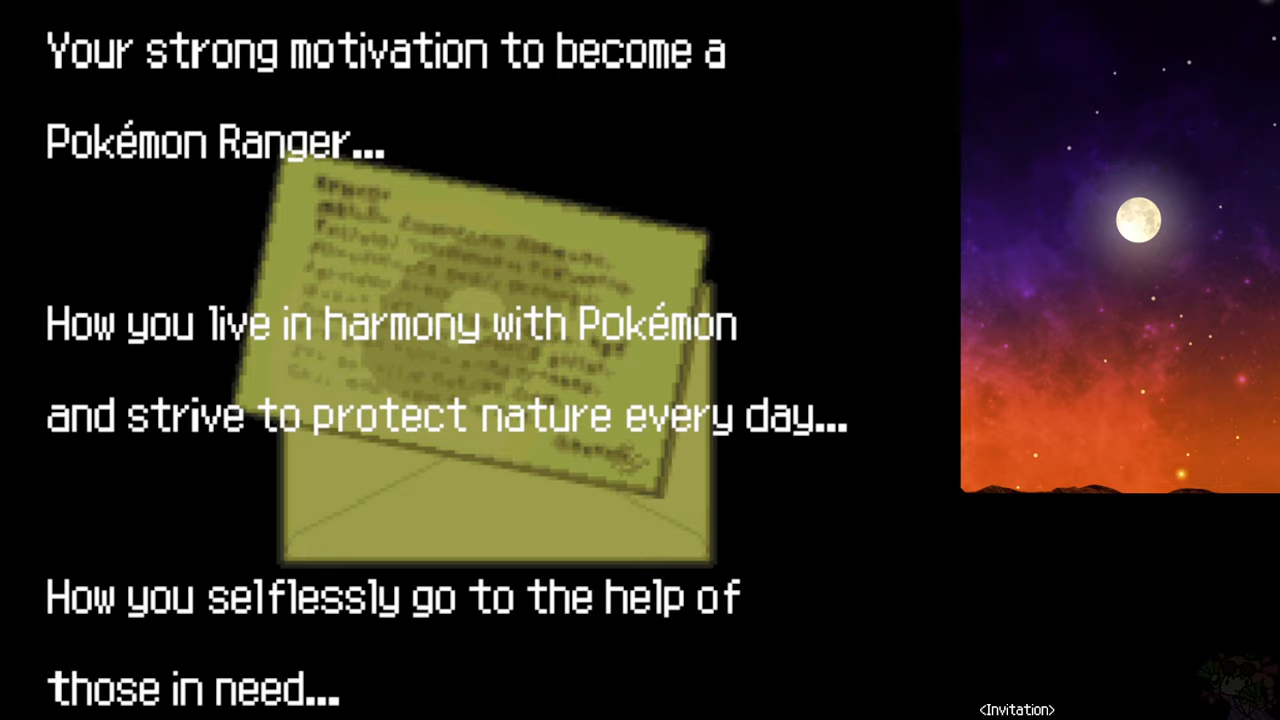 Your strong motivation to become a
Pokémon Ranger...
How you live in harmony with Pokémon
and strive to protect nature every day...
How you selflessly go to the help of
those in need...
<Invitation>